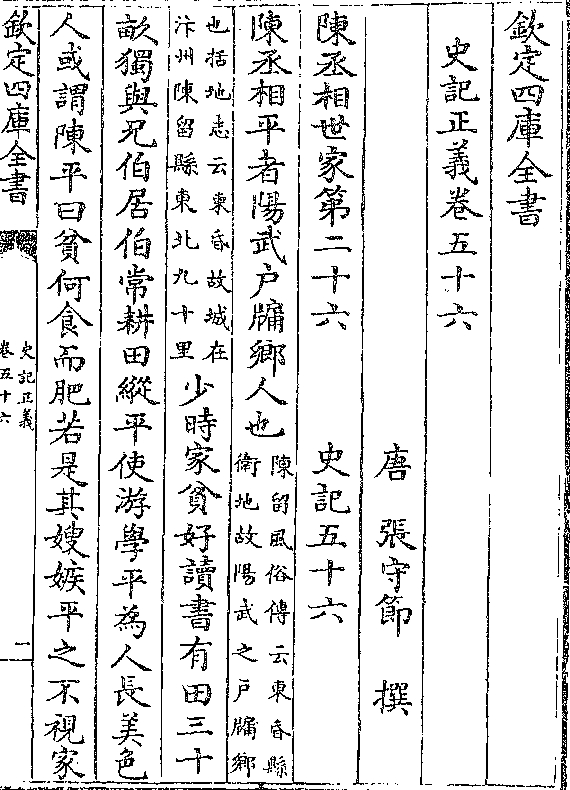 欽定四庫全書
史記正義卷五十六
唐 張守節 撰
陳丞相世家第二十六 史記五十六
陳丞相平者陽武户牖鄉人也陳留風俗傳云東昏縣衛地故陽武之户牖鄉
也括地志云東昏故城在汴州陳留縣東北九十里少時家貧好讀書有田三十
畝獨與兄伯居伯常耕田縱平使游學平為人長美色
人或謂陳平曰貧何食而肥若是其嫂嫉平之不視家
欽定四庫全書
史記正義
卷五十六
一